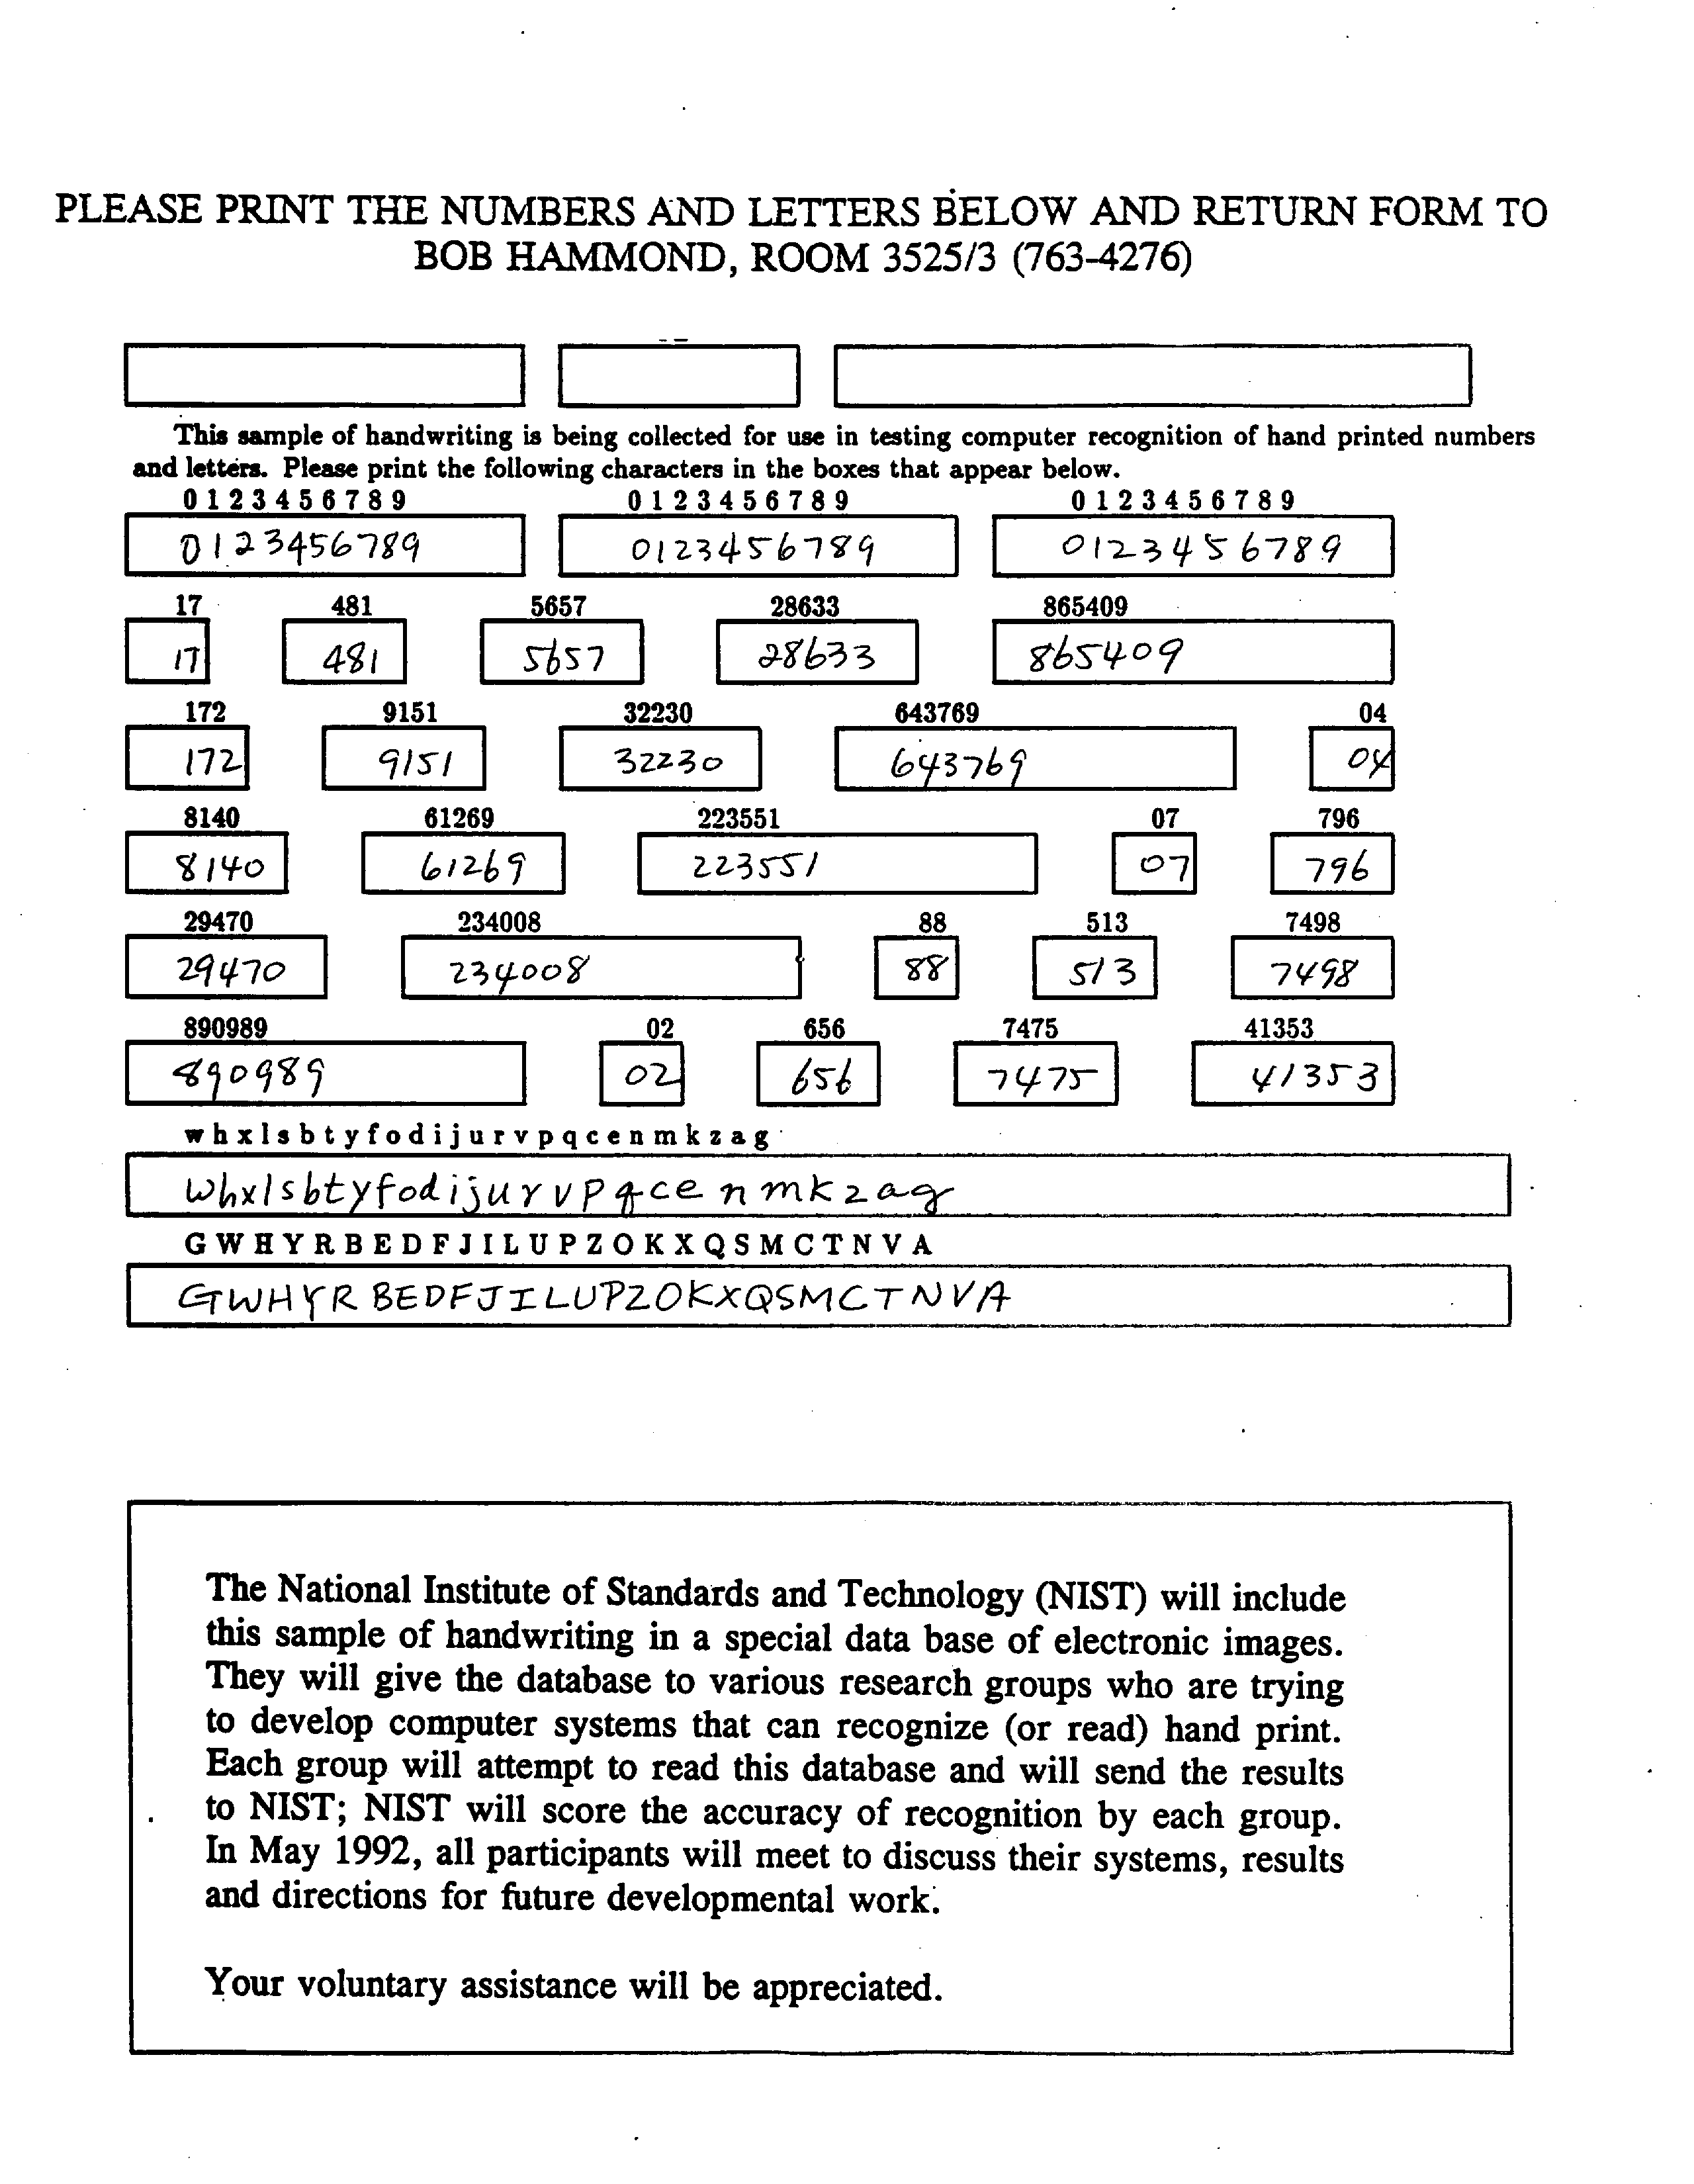 PLEASE PRINT THE NUMBERS AND LETTERS BELOW AND RETURN FORM TO
BOB HAMMOND, ROOM 3525/3 (763-4276)
This sample of handwriting is being collected for use in testing computer recognition of hand printed numbers
and letters. Please print the following characters in the boxes that appear below.
0 1 2 3 4 5 6 7 8 9 0 1 2 3 4 5 6 7 8 9 0 1 2 3 4 5 6 7 8 9
0123456789 0123456789 0123456789
17 481 5657 28633 865409
17 481 5657 28633 865409
172 9151 32230 643769 04
172 9151 32230 643769 04
8140 61269 223551 07 796
8140 61269 223551 07 796
29470 234008 88 513 7498
29470 234008 88 513 7498
890989 02 656 7475 41353
890989 02 656 7475 41353
w h x l s b t y f o d i j u r v p q c e n m k z a g
whxlsbtyfodijurvpqcenmkzag
G W H Y R B E D F J I L U P Z O K X Q S M C T N V A
GWHYRBEDFJILUPZOKXQSMCTNVA
The National Institute of Standards and Technology (NIST) will include
this sample of handwriting in a special data base of electronic images.
They will give the database to various research groups who are trying
to develop computer systems that can recognize (or read) hand print.
Each group will attempt to read this database and will send the results
to NIST; NIST will score the accuracy of recognition by each group.
In May 1992, all participants will meet to discuss their systems, results
and directions for future developmental work.
Your voluntary assistance will be appreciated.